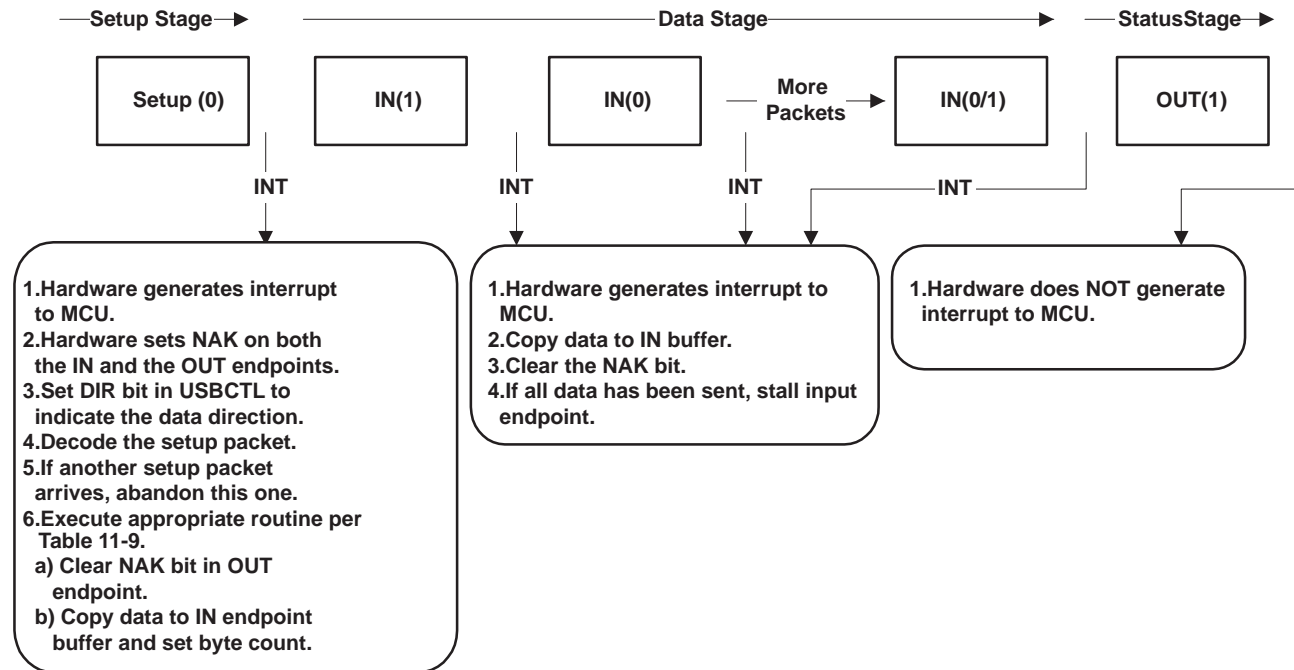 Setup Stage
Data Stage
StatusStage
Setup (0)
IN(1)
IN(0)
More
Packets
IN(0/1)
OUT(1)
INT
INT
INT
INT
1.Hardware generates interrupt
to MCU.
2.Hardware sets NAK on both
the IN and the OUT endpoints.
3.Set DIR bit in USBCTL to
indicate the data direction.
4.Decode the setup packet.
5.If another setup packet
arrives, abandon this one.
6.Execute appropriate routine per
Table 11-9.
a) Clear NAK bit in OUT
endpoint.
b) Copy data to IN endpoint
buffer and set byte count.
1.Hardware generates interrupt to
MCU.
2.Copy data to IN buffer.
3.Clear the NAK bit.
4.If all data has been sent, stall input
endpoint.
1.Hardware does NOT generate
interrupt to MCU.